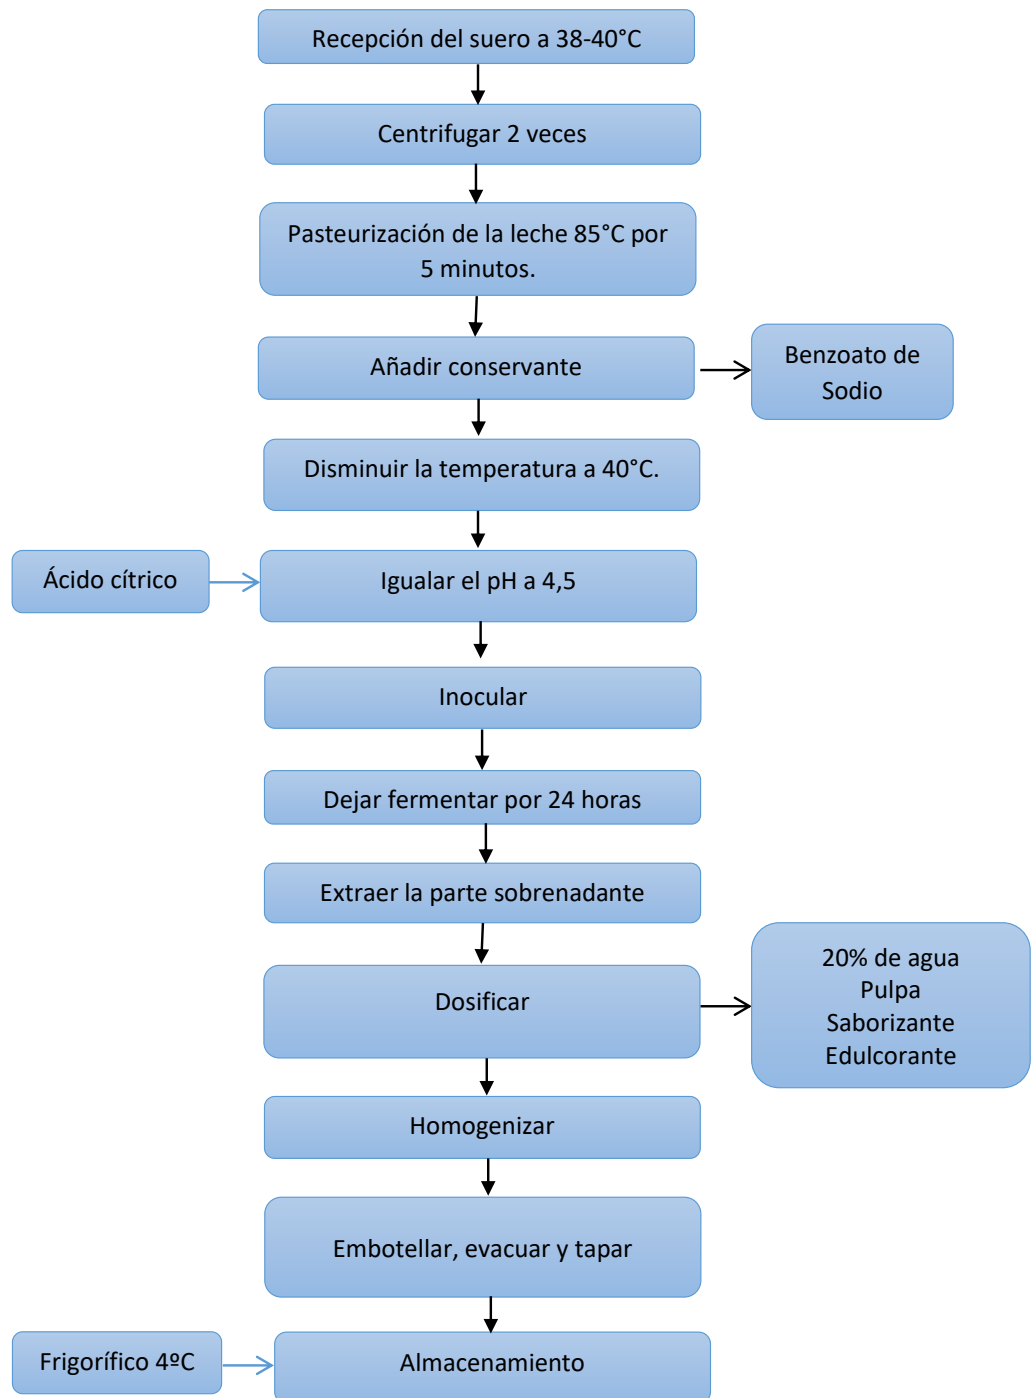 Recepción del suero a 38-40°C
Centrifugar 2 veces
Pasteurización de la leche 85°C por
5 minutos.
Añadir conservante
Benzoato de
Sodio
Disminuir la temperatura a 40°C.
Ácido cítrico
Igualar el pH a 4,5
Inocular
Dejar fermentar por 24 horas
Extraer la parte sobrenadante
Dosificar
20% de agua
Pulpa
Saborizante
Edulcorante
Homogenizar
Embotellar, evacuar y tapar
Frigorífico 4ºC
Almacenamiento